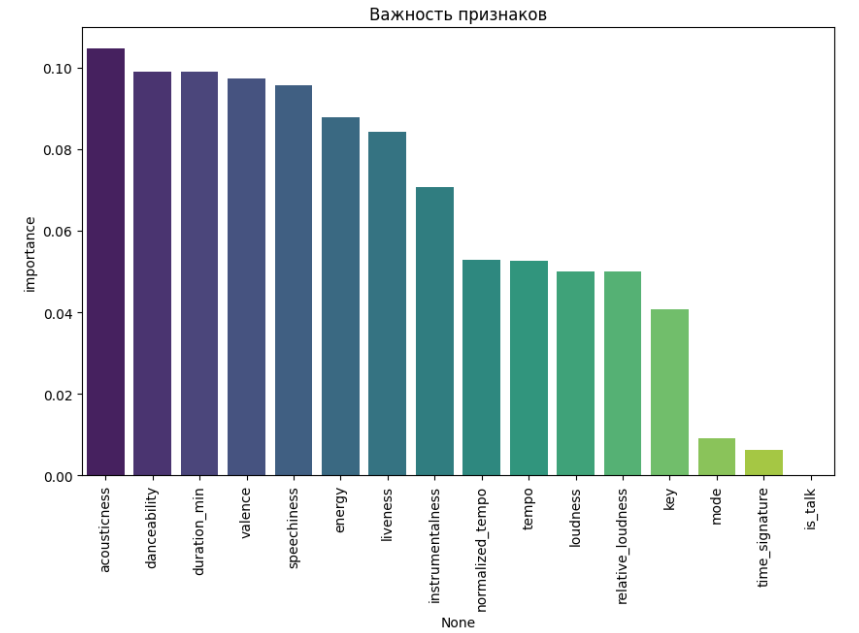 Важность признаков
importance
0.10
0.08
0.06
0.04
0.02
0.00
acousticness
danceability
duration_min
valence
speechiness
energy
liveness
instrumentalness
normalized_tempo
tempo
loudness
relative_loudness
key
mode
time_signature
is_talk
None